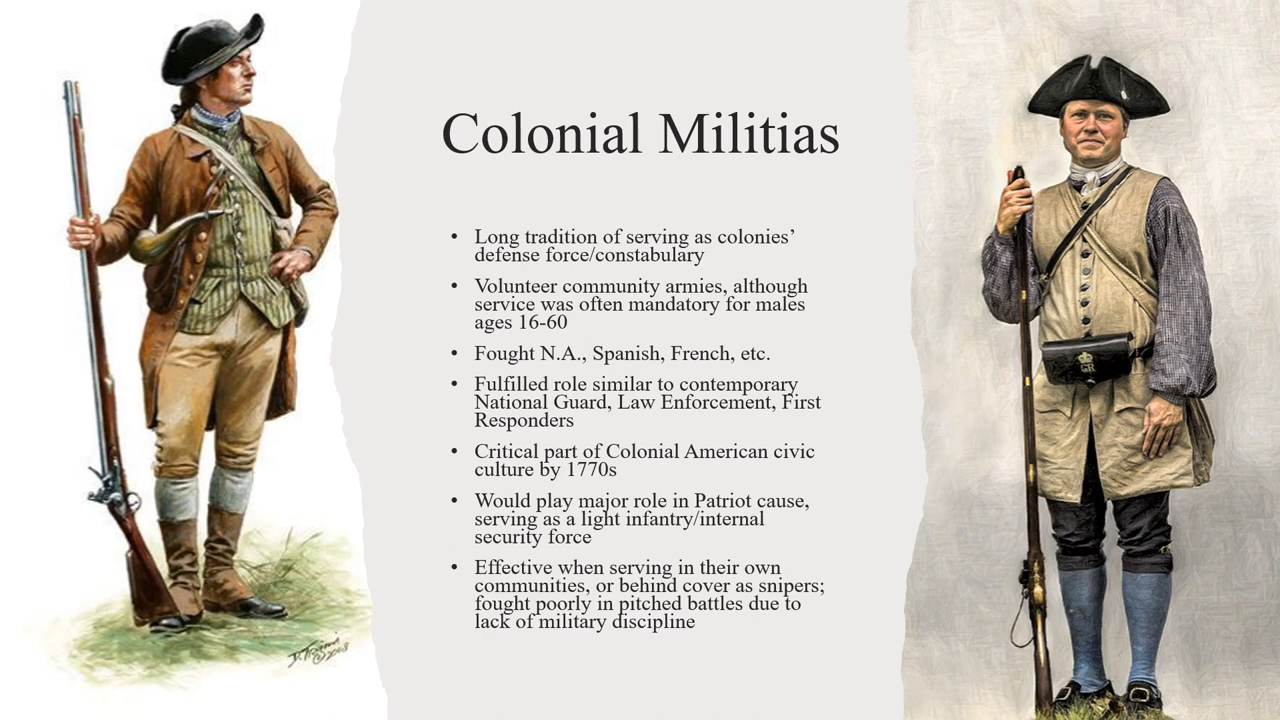 Colonial Militias
• Long tradition of serving as colonies’
defense force/constabulary
• Volunteer community armies, although
service was often mandatory for males
ages 16-60
• Fought N.A., Spanish, French, etc.
• Fulfilled role similar to contemporary
National Guard, Law Enforcement, First
Responders
• Critical part of Colonial American civic
culture by 1770s
• Would play major role in Patriot cause,
serving as a light infantry/internal
security force
• Effective when serving in their own
communities, or behind cover as snipers;
fought poorly in pitched battles due to
lack of military discipline
GR
©2008